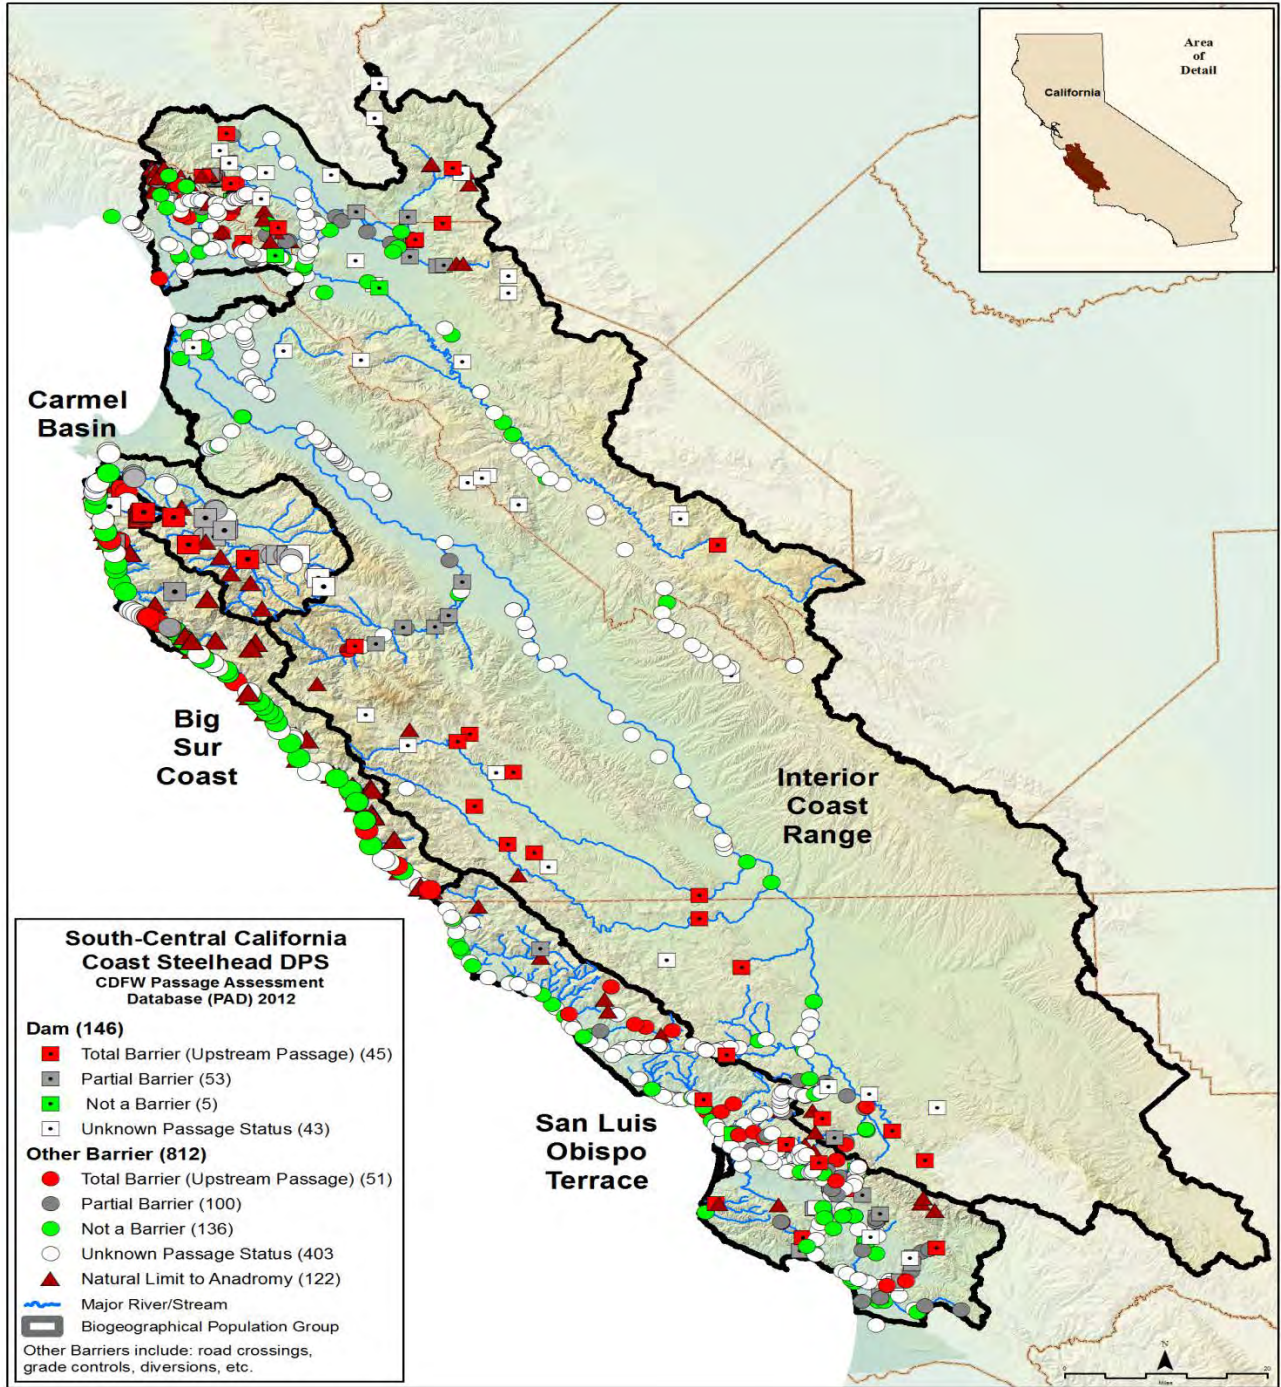 Area
of
Detail
California
Carmel
Basin
Big
Sur
Coast
Interior
Coast
Range
San Luis
Obispo
Terrace
South-Central California
Coast Steelhead DPS
CDFW Passage Assessment
Database (PAD) 2012
Dam (146)
Total Barrier (Upstream Passage) (45)
Partial Barrier (53)
Not a Barrier (5)
Unknown Passage Status (43)
Other Barrier (812)
Total Barrier (Upstream Passage) (51)
Partial Barrier (100)
Not a Barrier (136)
Unknown Passage Status (403
Natural Limit to Anadromy (122)
Major River/Stream
Biogeographical Population Group
Other Barriers include: road crossings,
grade controls, diversions, etc.
N
0 20
Miles